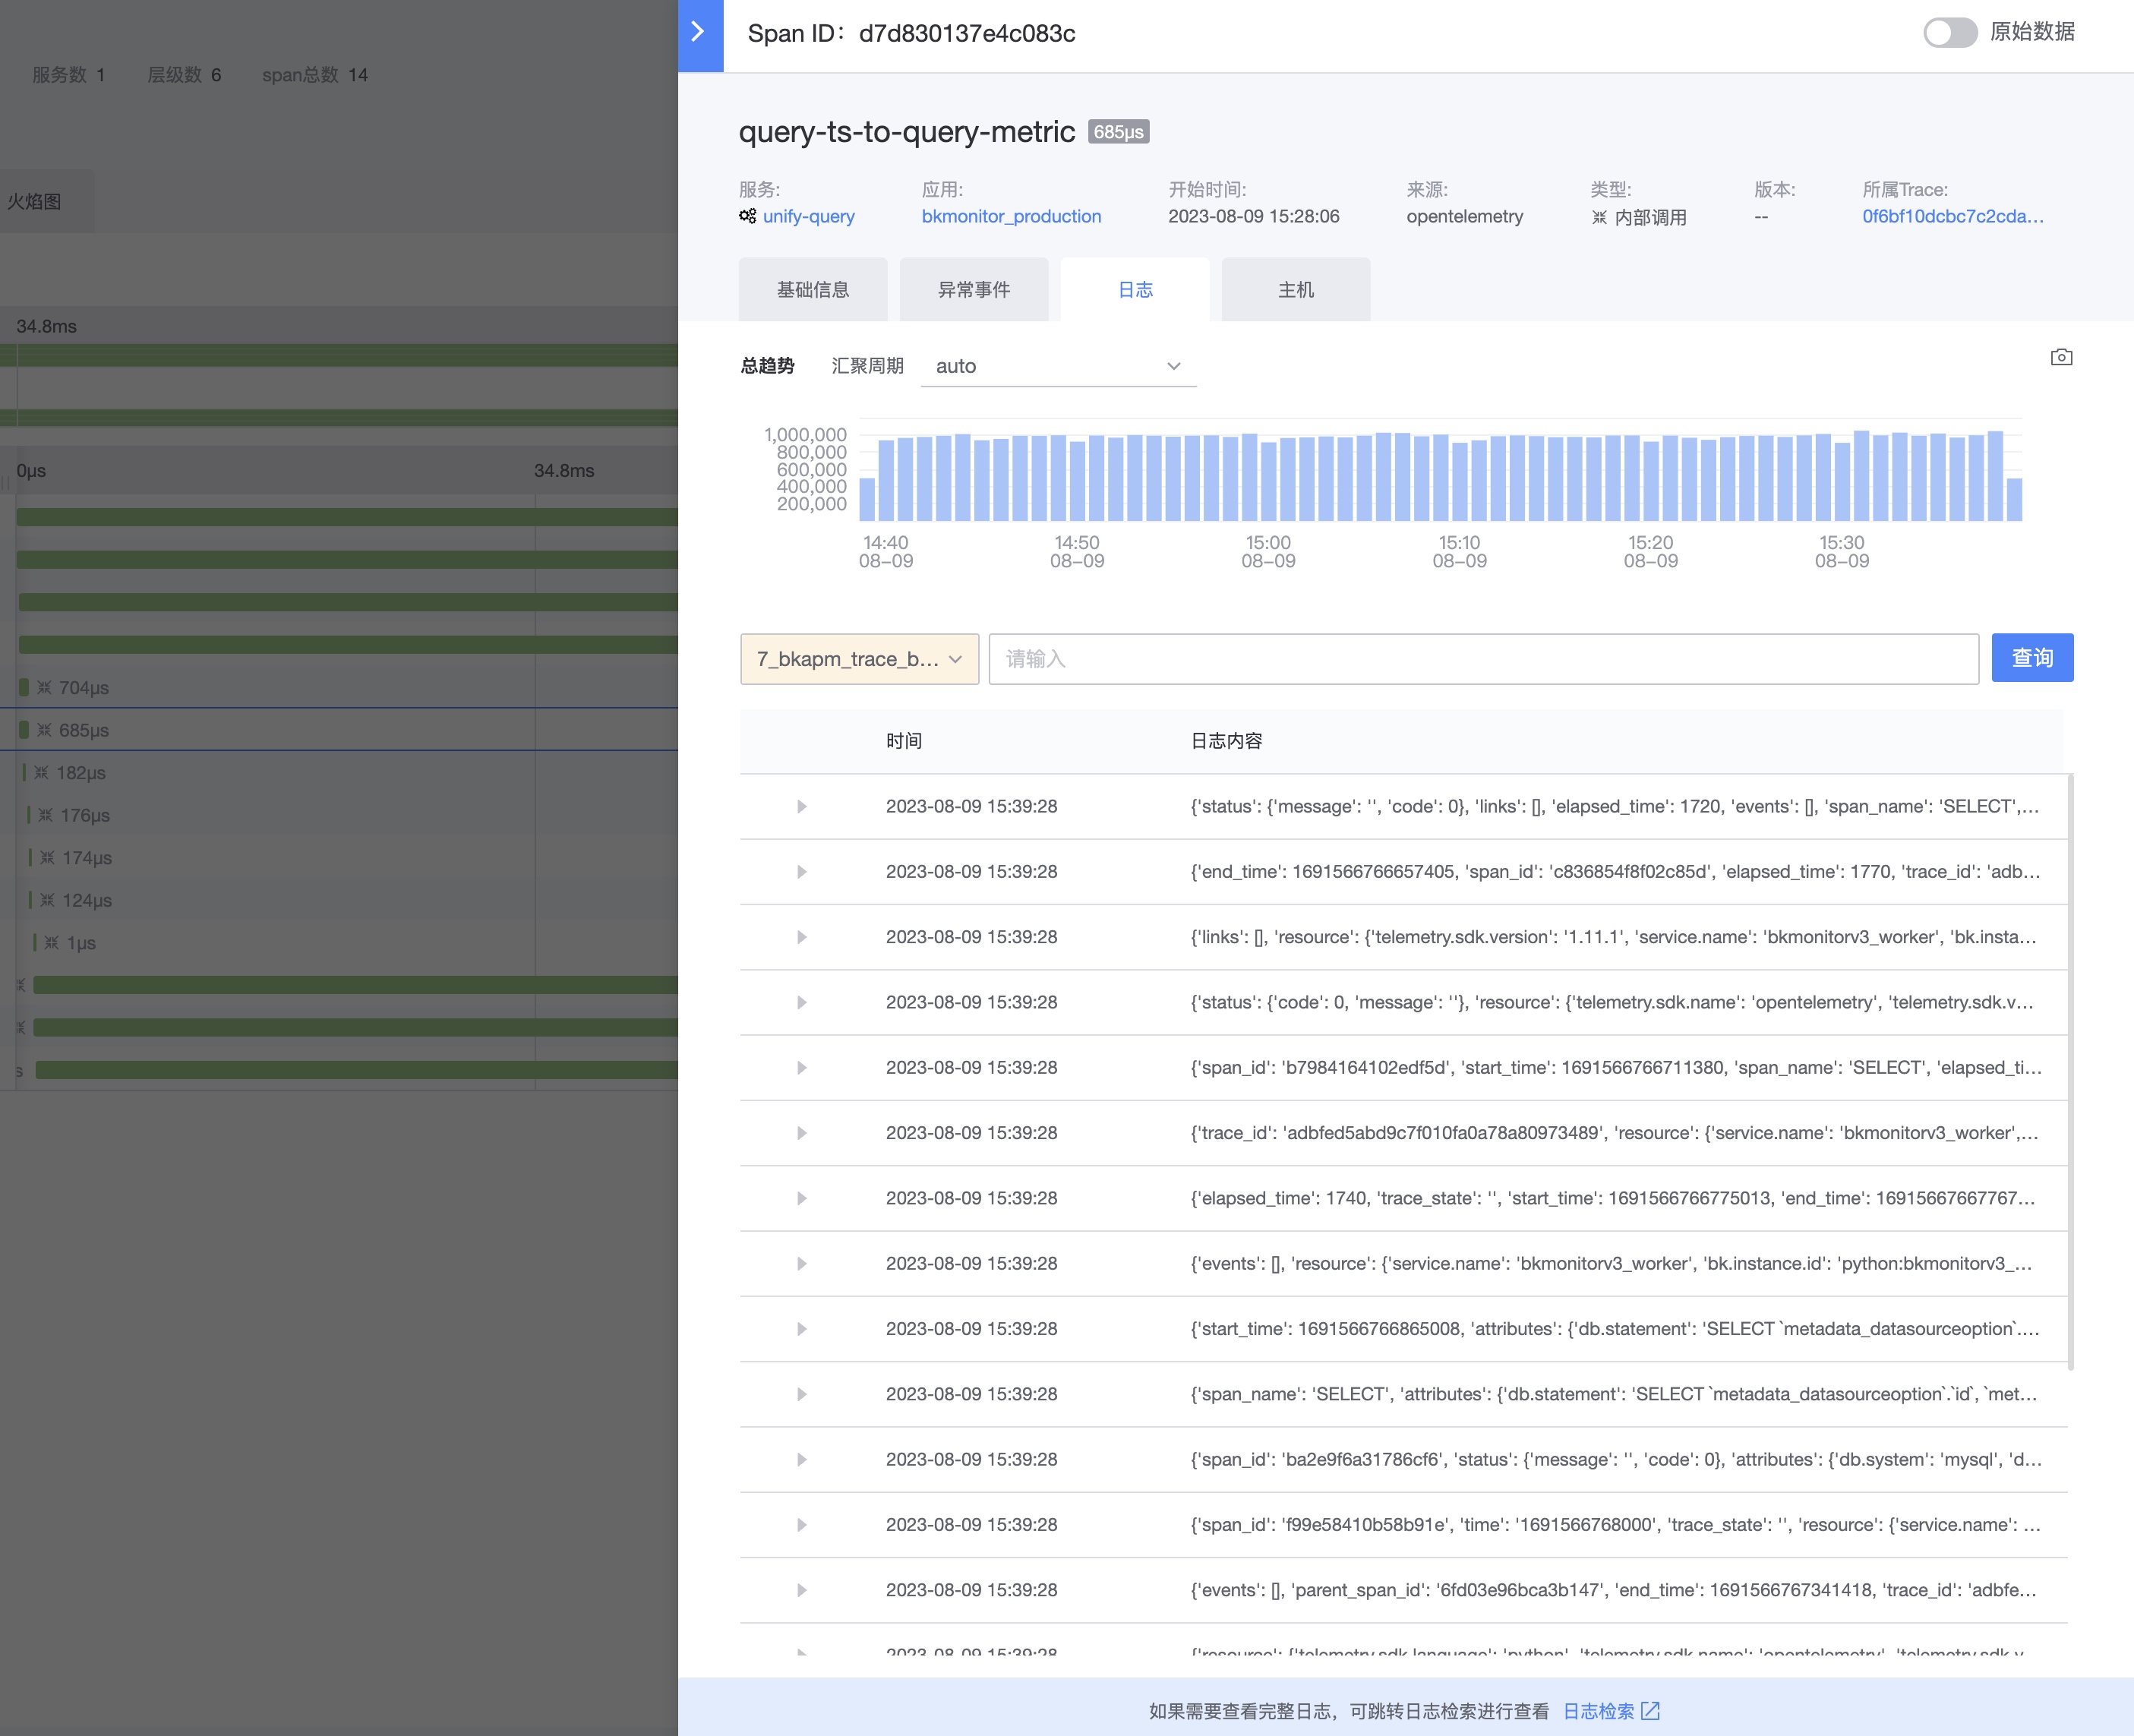 服务数 1 层级数 6 span总数 14
火焰图
34.8ms
0μs 34.8ms
704μs
685μs
182μs
176μs
174μs
124μs
1μs
s
Span ID： d7d830137e4c083c
原始数据
query-ts-to-query-metric 685μs
服务: 应用: 开始时间: 来源: 类型: 版本: 所属Trace:
unify-query bkmonitor_production 2023-08-09 15:28:06 opentelemetry 内部调用 -- 0f6bf10dcbc7c2cda...
基础信息 异常事件 日志 主机
总趋势 汇聚周期 auto
1,000,000
800,000
600,000
400,000
200,000
14:40 14:50 15:00 15:10 15:20 15:30
08-09 08-09 08-09 08-09 08-09 08-09
7_bkapm_trace_b... 请输入 查询
时间 日志内容
2023-08-09 15:39:28 {'status': {'message': '', 'code': 0}, 'links': [], 'elapsed_time': 1720, 'events': [], 'span_name': 'SELECT',...
2023-08-09 15:39:28 {'end_time': 1691566766657405, 'span_id': 'c836854f8f02c85d', 'elapsed_time': 1770, 'trace_id': 'adb...
2023-08-09 15:39:28 {'links': [], 'resource': {'telemetry.sdk.version': '1.11.1', 'service.name': 'bkmonitorv3_worker', 'bk.insta...
2023-08-09 15:39:28 {'status': {'code': 0, 'message': ''}, 'resource': {'telemetry.sdk.name': 'opentelemetry', 'telemetry.sdk.v...
2023-08-09 15:39:28 {'span_id': 'b7984164102edf5d', 'start_time': 1691566766711380, 'span_name': 'SELECT', 'elapsed_ti...
2023-08-09 15:39:28 {'trace_id': 'adbfed5abd9c7f010fa0a78a80973489', 'resource': {'service.name': 'bkmonitorv3_worker',...
2023-08-09 15:39:28 {'elapsed_time': 1740, 'trace_state': '', 'start_time': 1691566766775013, 'end_time': 16915667667767...
2023-08-09 15:39:28 {'events': [], 'resource': {'service.name': 'bkmonitorv3_worker', 'bk.instance.id': 'python:bkmonitorv3_...
2023-08-09 15:39:28 {'start_time': 1691566766865008, 'attributes': {'db.statement': 'SELECT `metadata_datasourceoption`....
2023-08-09 15:39:28 {'span_name': 'SELECT', 'attributes': {'db.statement': 'SELECT `metadata_datasourceoption`.`id`, `met...
2023-08-09 15:39:28 {'span_id': 'ba2e9f6a31786cf6', 'status': {'message': '', 'code': 0}, 'attributes': {'db.system': 'mysql', 'd...
2023-08-09 15:39:28 {'span_id': 'f99e58410b58b91e', 'time': '1691566768000', 'trace_state': '', 'resource': {'service.name': ...
2023-08-09 15:39:28 {'events': [], 'parent_span_id': '6fd03e96bca3b147', 'end_time': 1691566767341418, 'trace_id': 'adbfe...
2023-08-09 15:39:28 {'resource': {'telemetry.sdk.language': 'python', 'telemetry.sdk.name': 'opentelemetry', 'telemetry.sdk.v...
如果需要查看完整日志，可跳转日志检索进行查看 日志检索